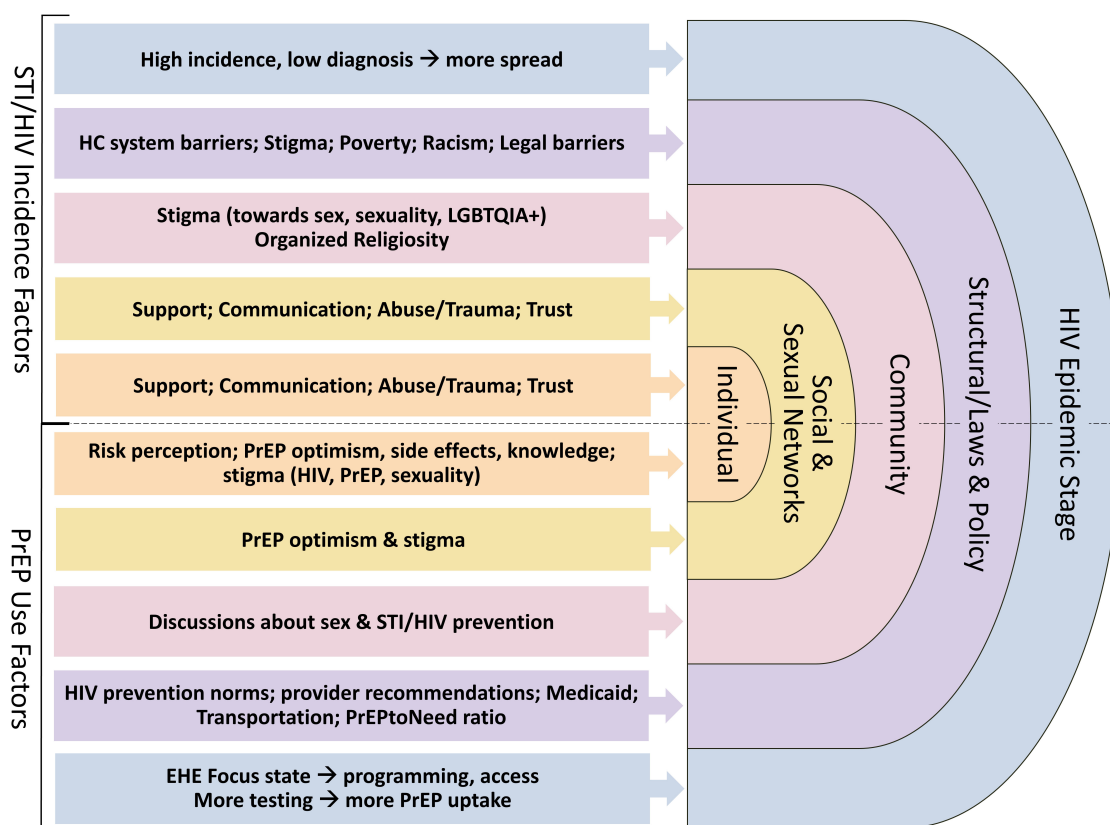 STI/HIV Incidence Factors
High incidence, low diagnosis → more spread
HC system barriers; Stigma; Poverty; Racism; Legal barriers
Stigma (towards sex, sexuality, LGBTQIA+)
Organized Religiosity
Support; Communication; Abuse/Trauma; Trust
Support; Communication; Abuse/Trauma; Trust
PrEP Use Factors
Risk perception; PrEP optimism, side effects, knowledge;
stigma (HIV, PrEP, sexuality)
PrEP optimism & stigma
Discussions about sex & STI/HIV prevention
HIV prevention norms; provider recommendations; Medicaid;
Transportation; PrEPtoNeed ratio
EHE Focus state → programming, access
More testing → more PrEP uptake
Individual
Social &
Sexual Networks
Community
Structural/Laws & Policy
HIV Epidemic Stage